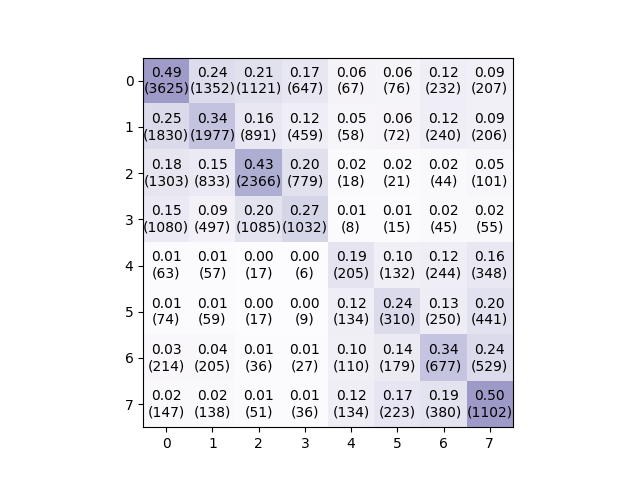 0 0.49 0.24 0.21 0.17 0.06 0.06 0.12 0.09
(3625) (1352) (1121) (647) (67) (76) (232) (207)
1 0.25 0.34 0.16 0.12 0.05 0.06 0.12 0.09
(1830) (1977) (891) (459) (58) (72) (240) (206)
2 0.18 0.15 0.43 0.20 0.02 0.02 0.02 0.05
(1303) (833) (2366) (779) (18) (21) (44) (101)
3 0.15 0.09 0.20 0.27 0.01 0.01 0.02 0.02
(1080) (497) (1085) (1032) (8) (15) (45) (55)
4 0.01 0.01 0.00 0.00 0.19 0.10 0.12 0.16
(63) (57) (17) (6) (205) (132) (244) (348)
5 0.01 0.01 0.00 0.00 0.12 0.24 0.13 0.20
(74) (59) (17) (9) (134) (310) (250) (441)
6 0.03 0.04 0.01 0.01 0.10 0.14 0.34 0.24
(214) (205) (36) (27) (110) (179) (677) (529)
7 0.02 0.02 0.01 0.01 0.12 0.17 0.19 0.50
(147) (138) (51) (36) (134) (223) (380) (1102)
0 1 2 3 4 5 6 7